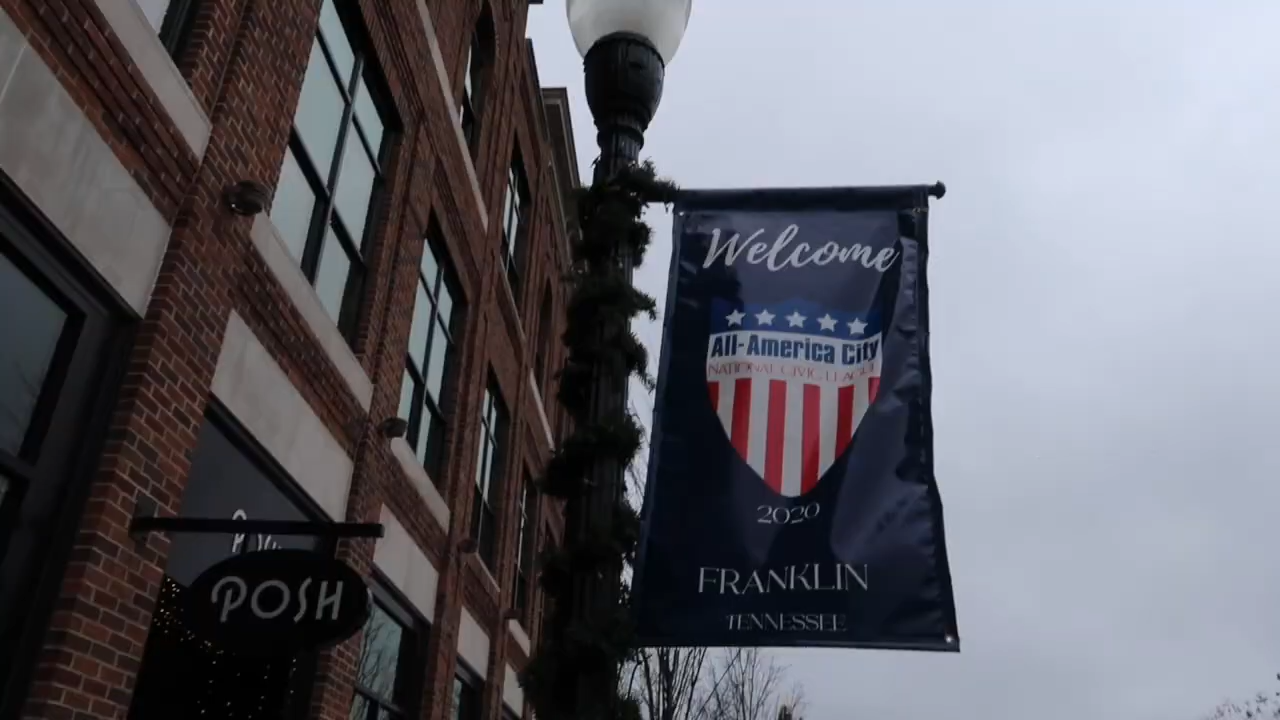 Welcome
All-America City
NATIONAL CIVIC LEAGUE
2020
FRANKLIN
TENNESSEE
POSH